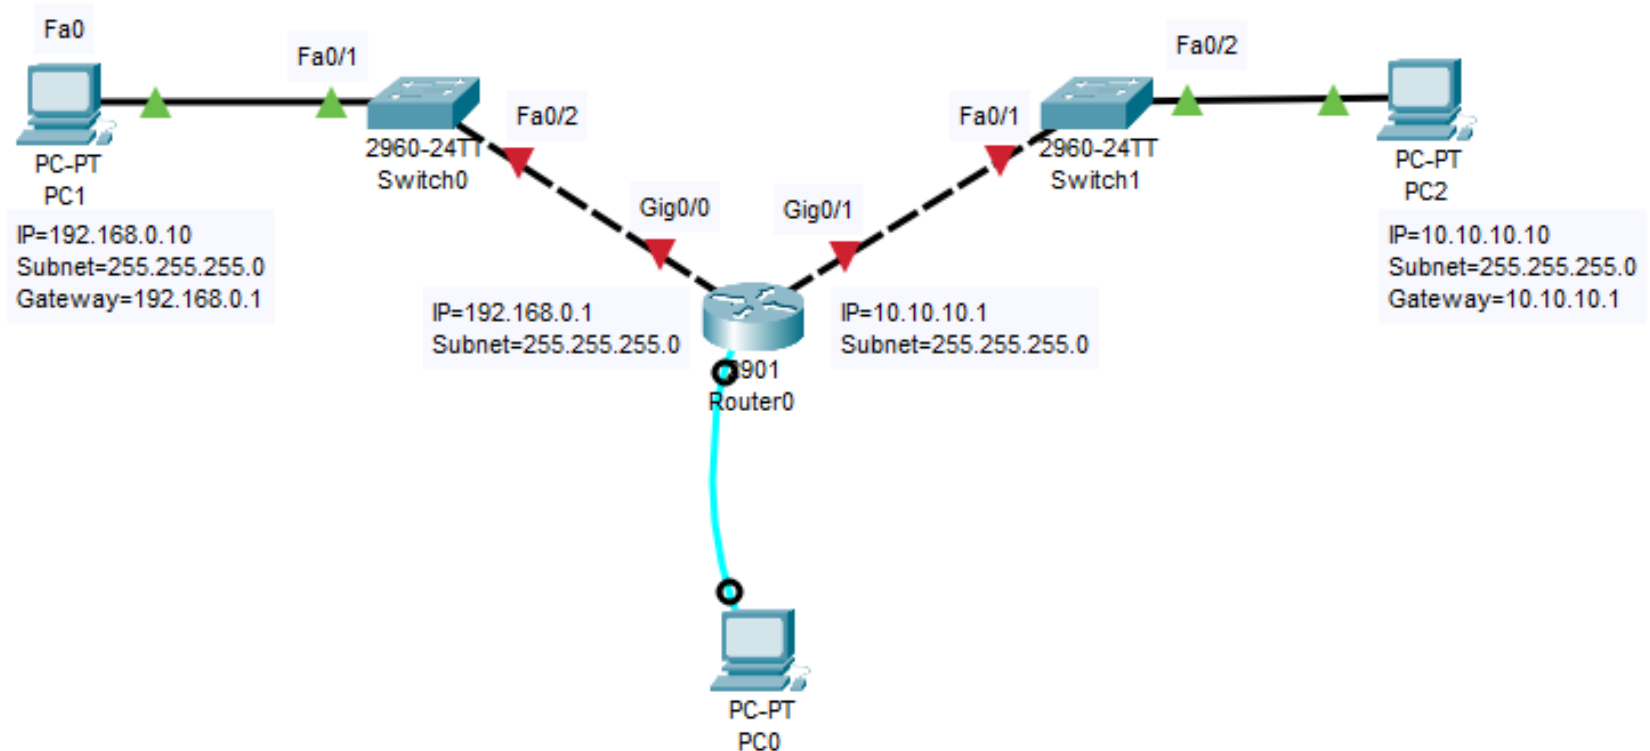 Fa0
Fa0/1
Fa0/2
PC-PT
PC1
IP=192.168.0.10
Subnet=255.255.255.0
Gateway=192.168.0.1
2960-24TT
Switch0
Fa0/2
Fa0/1
2960-24TT
Switch1
PC-PT
PC2
IP=10.10.10.10
Subnet=255.255.255.0
Gateway=10.10.10.1
Gig0/0
Gig0/1
IP=192.168.0.1
Subnet=255.255.255.0
IP=10.10.10.1
Subnet=255.255.255.0
2901
Router0
PC-PT
PC0